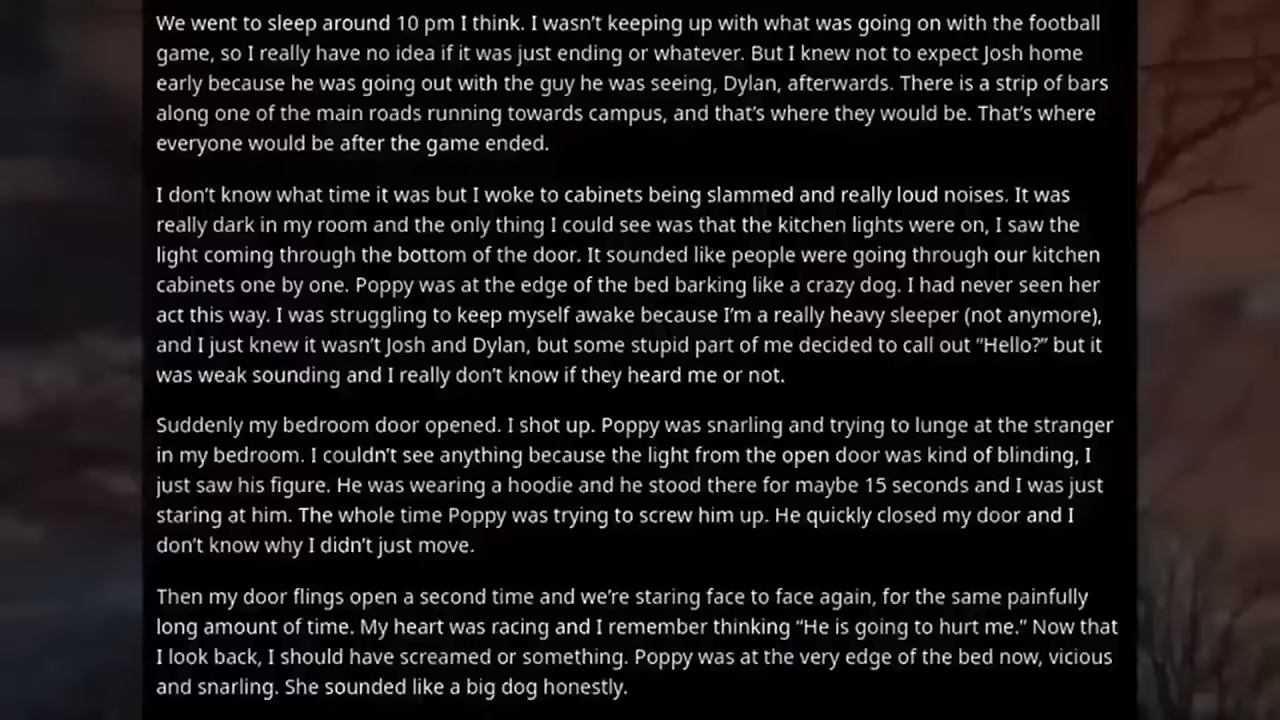 We went to sleep around 10 pm I think. I wasn’t keeping up with what was going on with the football
game, so I really have no idea if it was just ending or whatever. But I knew not to expect Josh home
early because he was going out with the guy he was seeing, Dylan, afterwards. There is a strip of bars
along one of the main roads running towards campus, and that’s where they would be. That’s where
everyone would be after the game ended.
I don’t know what time it was but I woke to cabinets being slammed and really loud noises. It was
really dark in my room and the only thing I could see was that the kitchen lights were on, I saw the
light coming through the bottom of the door. It sounded like people were going through our kitchen
cabinets one by one. Poppy was at the edge of the bed barking like a crazy dog. I had never seen her
act this way. I was struggling to keep myself awake because I’m a really heavy sleeper (not anymore),
and I just knew it wasn’t Josh and Dylan, but some stupid part of me decided to call out “Hello?” but it
was weak sounding and I really don’t know if they heard me or not.
Suddenly my bedroom door opened. I shot up. Poppy was snarling and trying to lunge at the stranger
in my bedroom. I couldn’t see anything because the light from the open door was kind of blinding, I
just saw his figure. He was wearing a hoodie and he stood there for maybe 15 seconds and I was just
staring at him. The whole time Poppy was trying to screw him up. He quickly closed my door and I
don’t know why I didn’t just move.
Then my door flings open a second time and we’re staring face to face again, for the same painfully
long amount of time. My heart was racing and I remember thinking “He is going to hurt me.” Now that
I look back, I should have screamed or something. Poppy was at the very edge of the bed now, vicious
and snarling. She sounded like a big dog honestly.